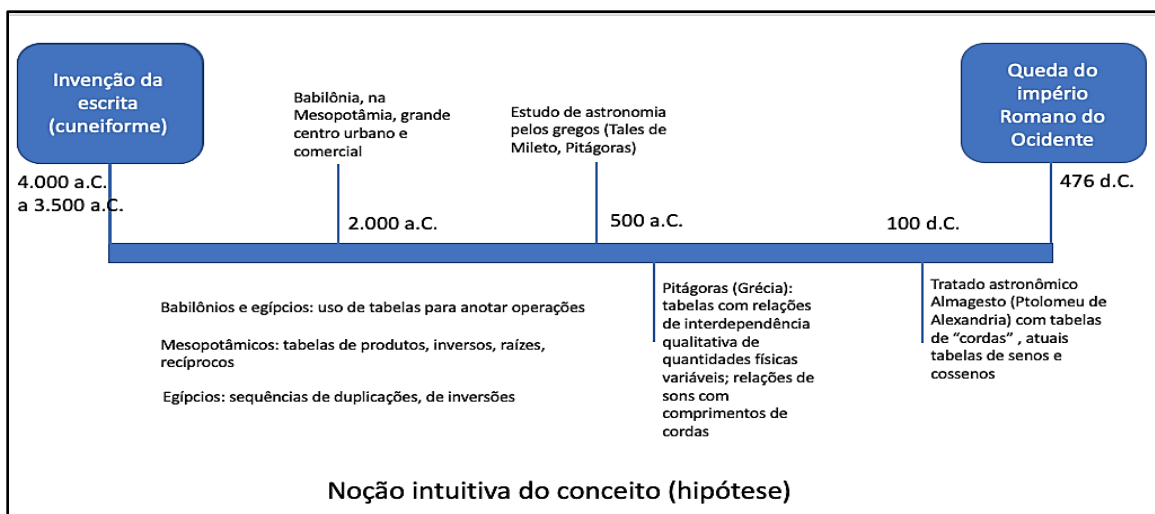 Invenção da
escrita
(cuneiforme)
4.000 a.C.
a 3.500 a.C.
Babilônia, na
Mesopotâmia, grande
centro urbano e
comercial
2.000 a.C.
Estudo de astronomia
pelos gregos (Tales de
Mileto, Pitágoras)
500 a.C.
100 d.C.
Queda do
império
Romano do
Ocidente
476 d.C.
Babilônios e egípcios: uso de tabelas para anotar operações
Mesopotâmicos: tabelas de produtos, inversos, raízes,
recíprocos
Egípcios: sequências de duplicações, de inversões
Pitágoras (Grécia):
tabelas com relações
de interdependência
qualitativa de
quantidades físicas
variáveis; relações de
sons com
comprimentos de
cordas
Tratado astronômico
Almagesto (Ptolomeu de
Alexandria) com tabelas
de “cordas” , atuais
tabelas de senos e
cossenos
Noção intuitiva do conceito (hipótese)